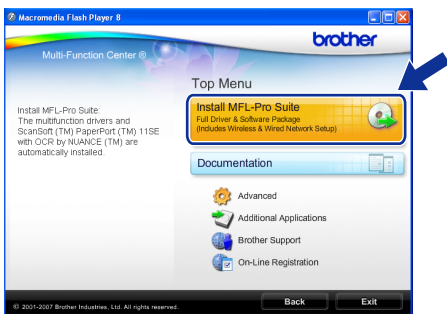 Macromedia Flash Player 8
brother
Multi-Function Center ®
Top Menu
Install MFL-Pro Suite:
The multifunction drivers and
ScanSoft (TM) PaperPort (TM) 11SE
with OCR by NUANCE (TM) are
automatically installed.
Install MFL-Pro Suite
Full Driver & Software Package
(Includes Wireless & Wired Network Setup)
Documentation
Advanced
Additional Applications
Brother Support
On-Line Registration
© 2001-2007 Brother Industries, Ltd. All rights reserved.
Back
Exit